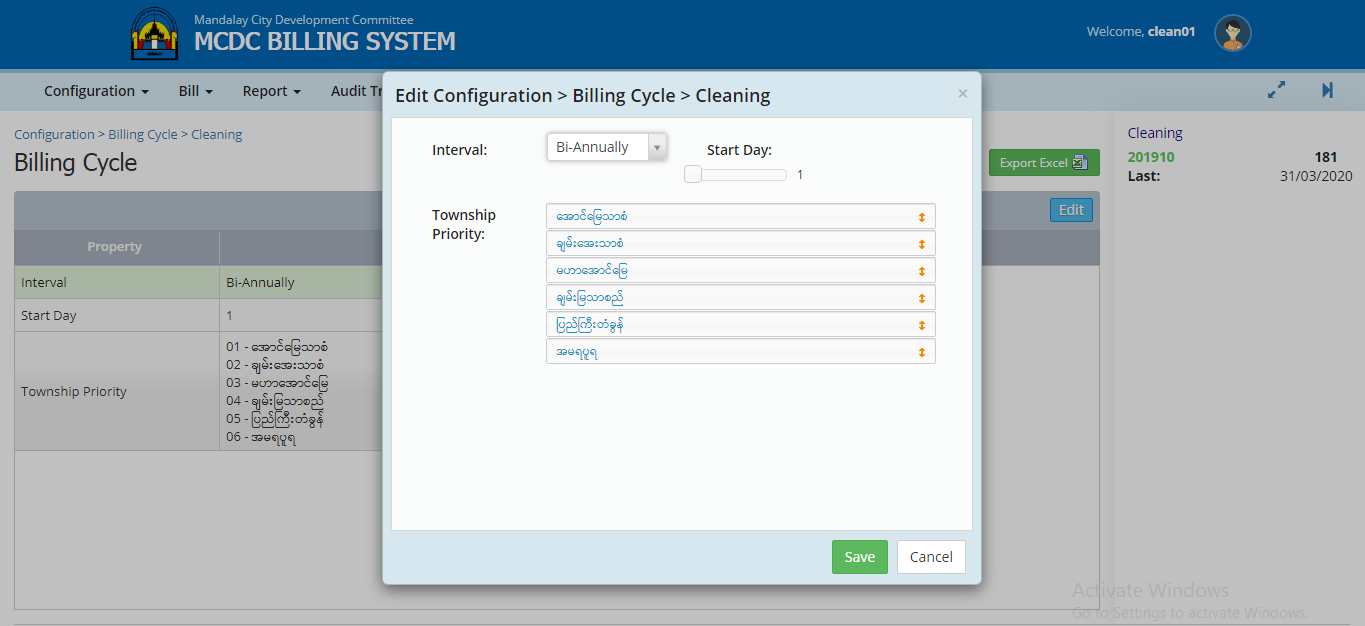 Mandalay City Development Committee
MCDC BILLING SYSTEM
Welcome, clean01
Configuration
Bill
Report
Audit Tr
Configuration > Billing Cycle > Cleaning
Billing Cycle
Export Excel
Edit
Property
Interval
Bi-Annually
Start Day
1
Township Priority
01 - အောင်မြေသာစံ
02 - ချမ်းအေးသာစံ
03 - မဟာအောင်မြေ
04 - ချမ်းမြသာစည်
05 - ပြည်ကြီးတံခွန်
06 - အမရပူရ
Edit Configuration > Billing Cycle > Cleaning
×
Interval:
Bi-Annually
Start Day:
1
Township
Priority:
အောင်မြေသာစံ
ချမ်းအေးသာစံ
မဟာအောင်မြေ
ချမ်းမြသာစည်
ပြည်ကြီးတံခွန်
အမရပူရ
Save
Cancel
Cleaning
201910 181
Last: 31/03/2020
Activate Windows
Go to Settings to activate Windows.